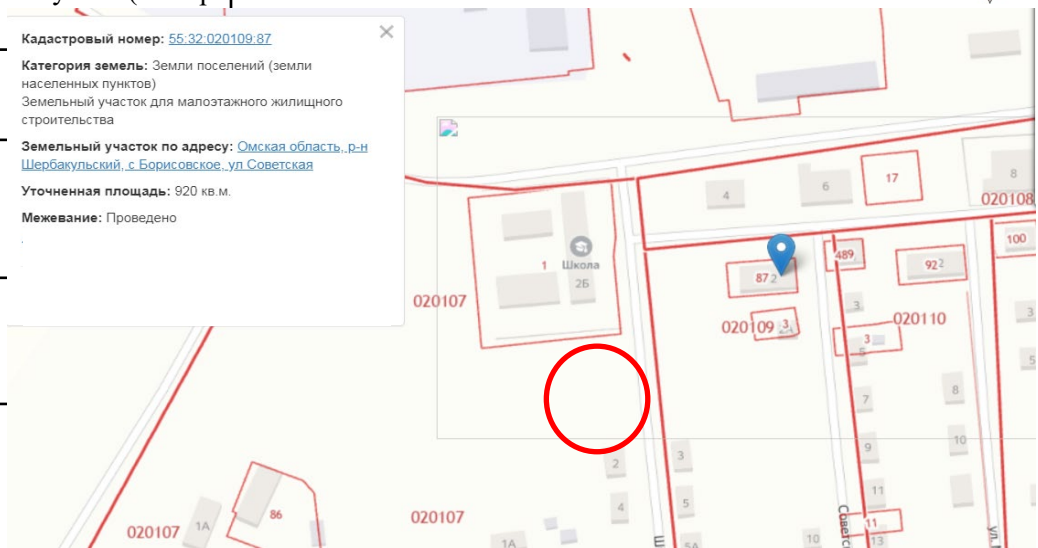 Кадастровый номер: 55:32:020109:87
Категория земель: Земли поселений (земли
населенных пунктов)
Земельный участок для малоэтажного жилищного
строительства
Земельный участок по адресу: Омская область, р-н
Шербакульский, с Борисовское, ул Советская
Уточненная площадь: 920 кв.м.
Межевание: Проведено
17
8
4
6
020108
100
489
1
Школа
2Б
87 2
92 2
020107
3
3
020109 3
020110
3
5
5
7
8
9
10
2
3
11
4
5
86
1А
020107
020107
11
1А
5А
10
13
Ш
Советс
ул.